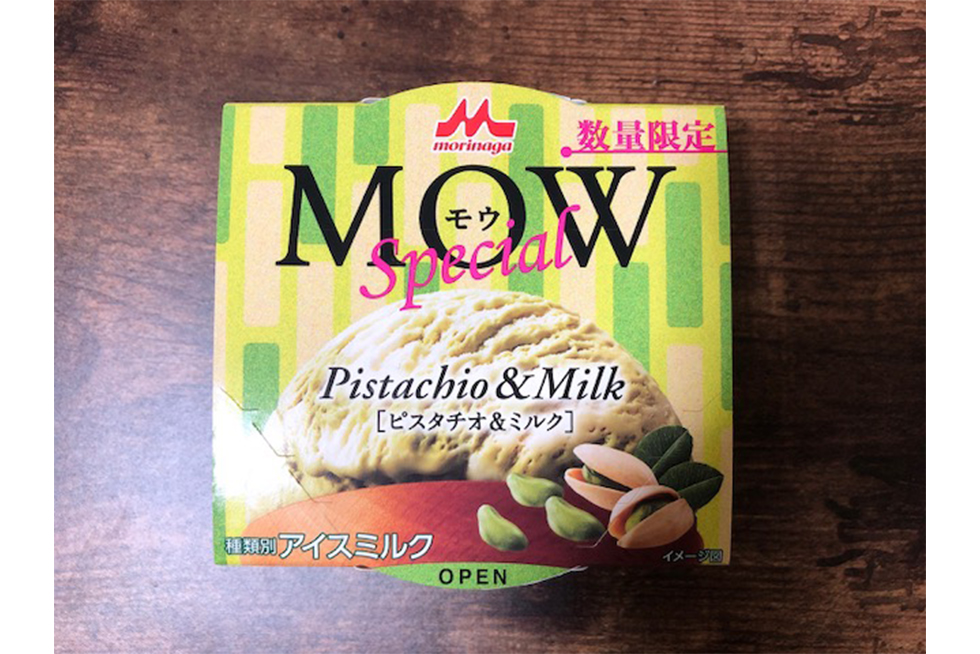 morinaga
数量限定
MOW
モウ
Special
Pistachio & Milk
[ピスタチオ&ミルク]
種類別 アイスミルク
イメージ図
OPEN